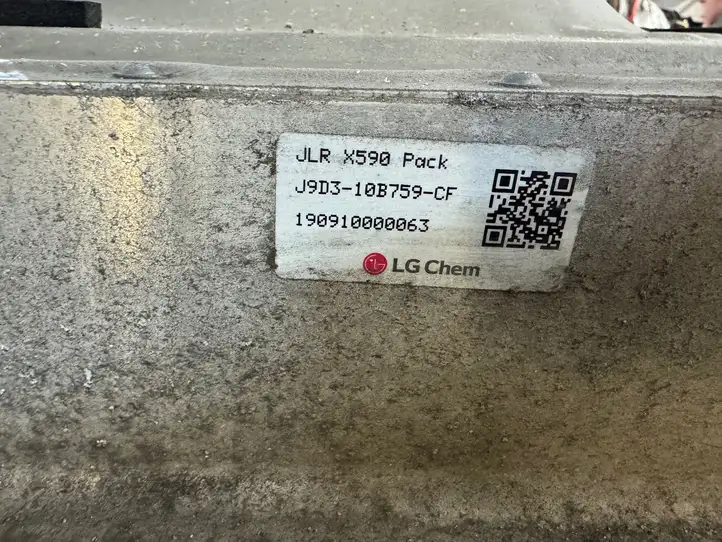 JLR X590 Pack
J9D3-10B759-CF
190910000063
LG Chem